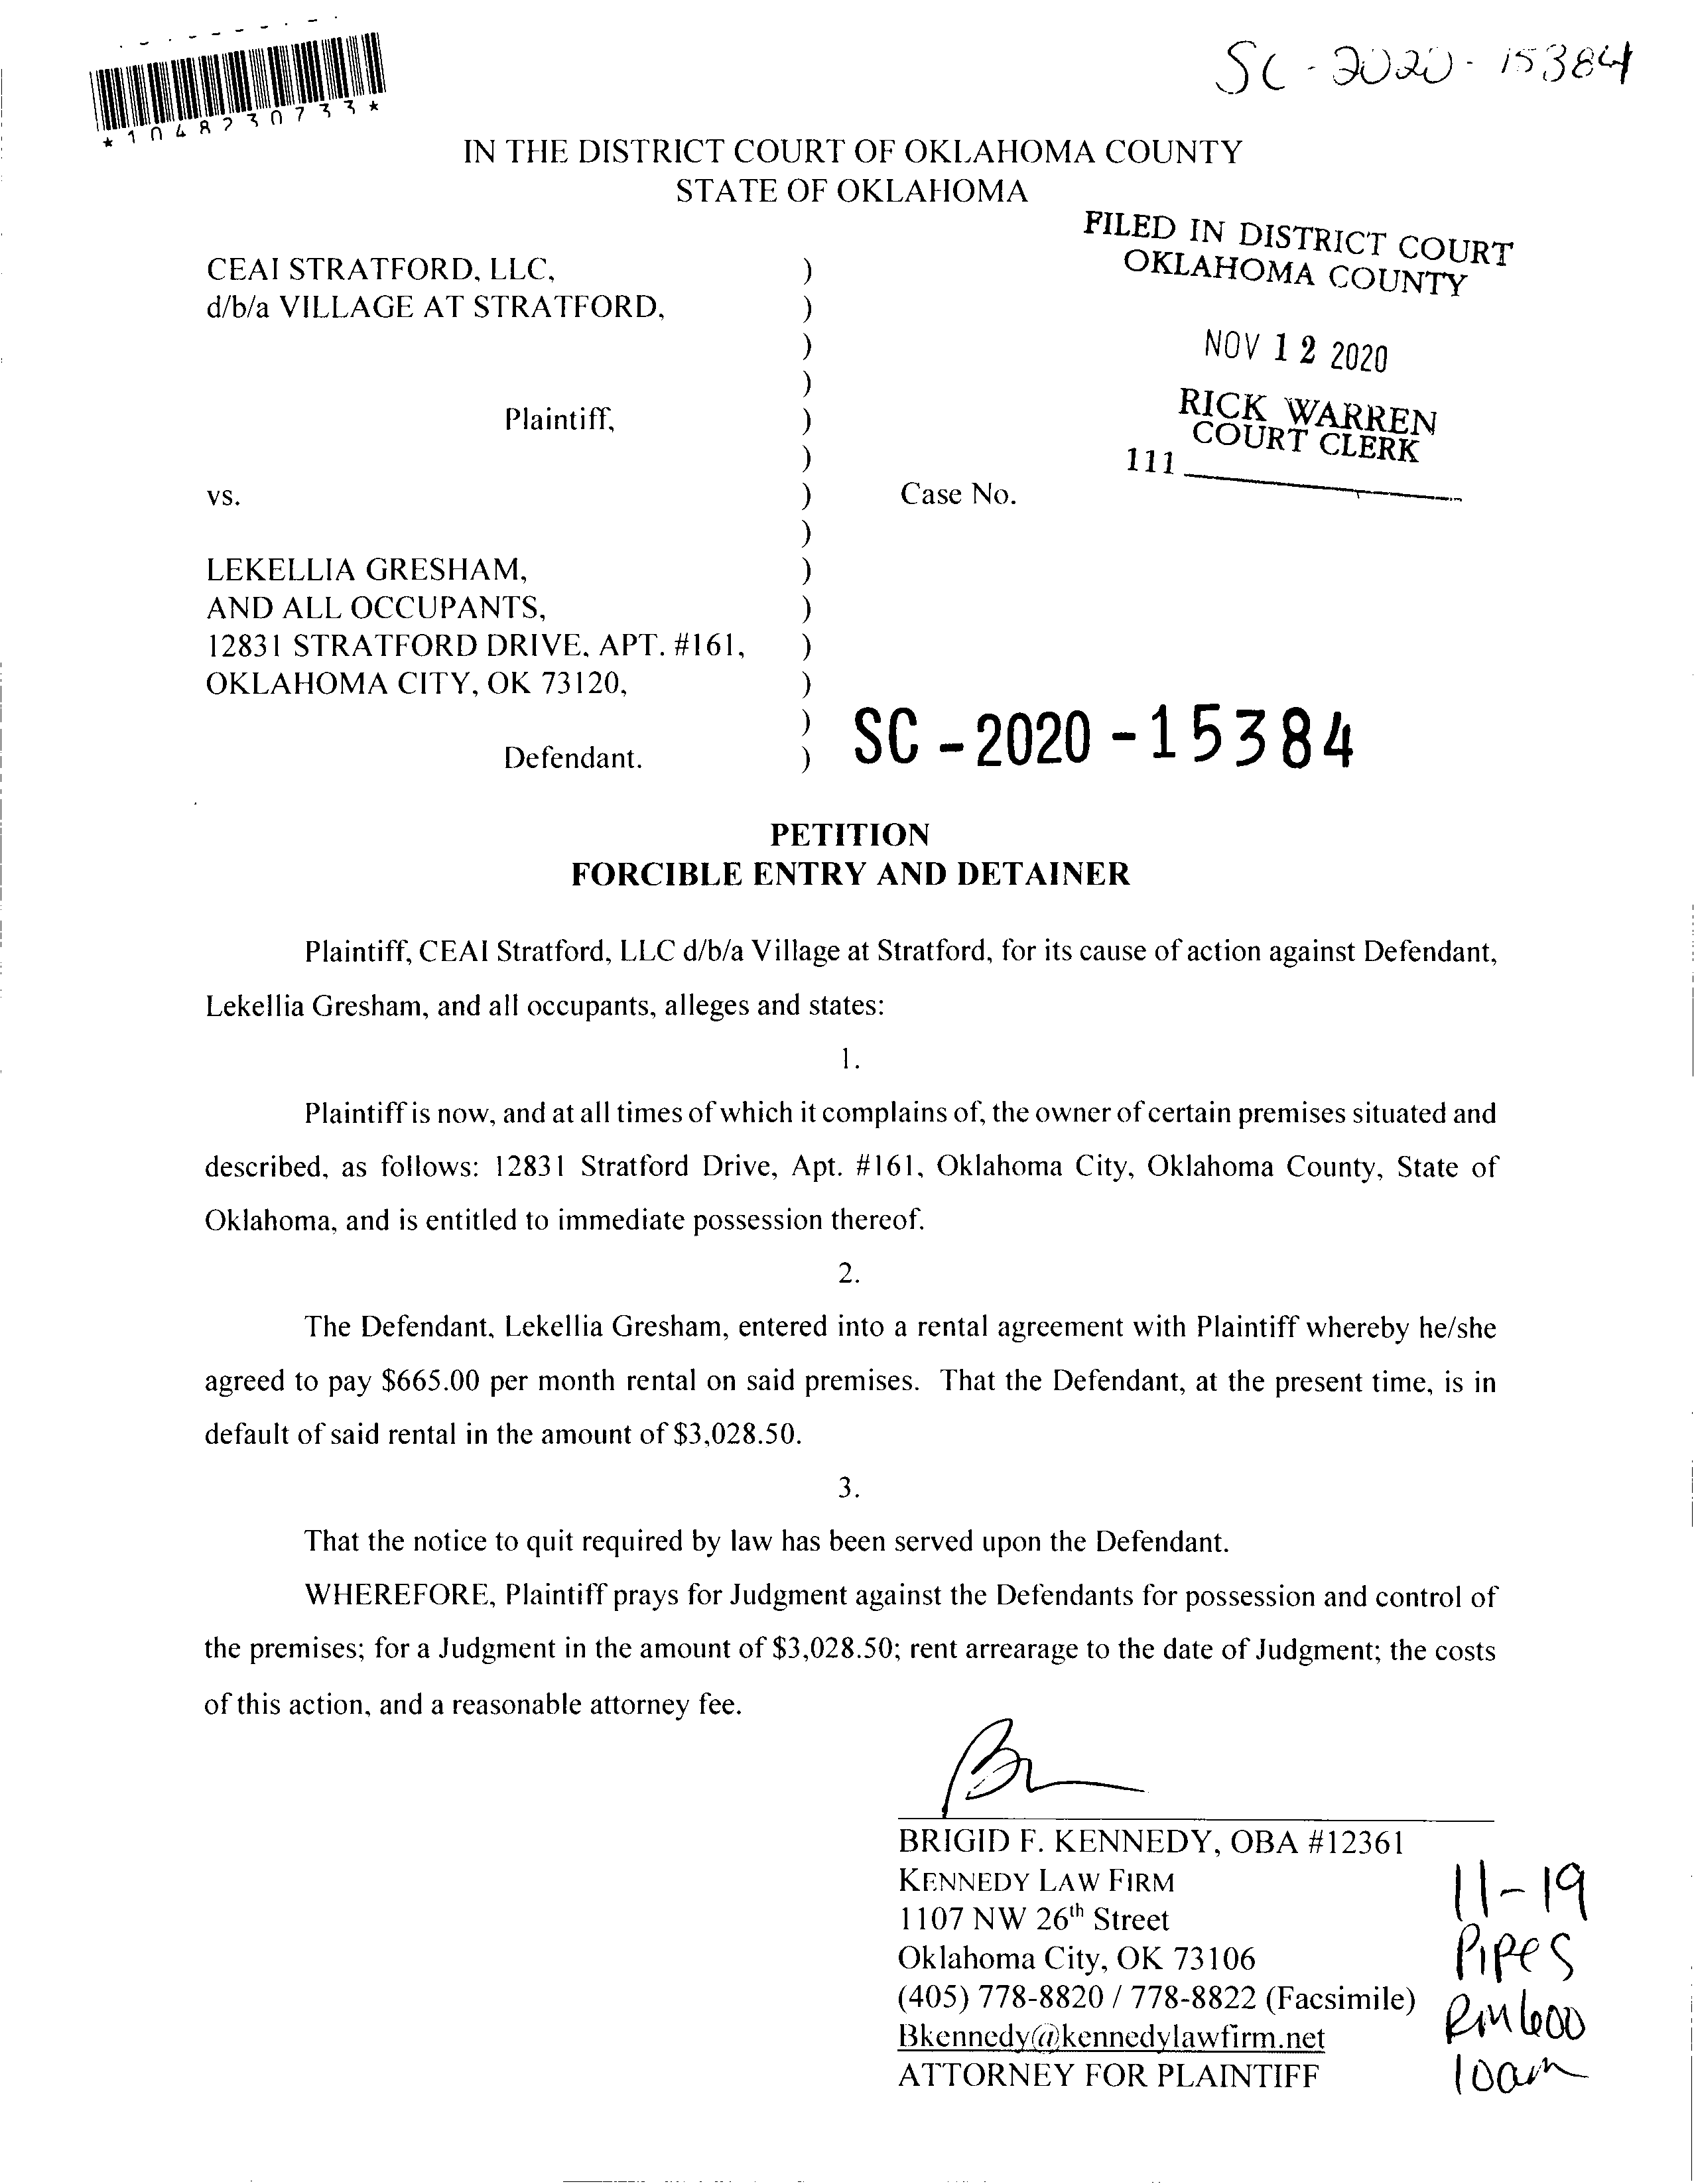 SC-2020-15384
*1048230733*
IN THE DISTRICT COURT OF OKLAHOMA COUNTY
STATE OF OKLAHOMA
FILED IN DISTRICT COURT
OKLAHOMA COUNTY
NOV 12 2020
RICK WARREN
COURT CLERK
111
CEAI STRATFORD, LLC, )
d/b/a VILLAGE AT STRATFORD, )
)
)
Plaintiff, )
)
vs. ) Case No.
)
LEKELLIA GRESHAM, )
AND ALL OCCUPANTS, )
12831 STRATFORD DRIVE, APT. #161, )
OKLAHOMA CITY, OK 73120, )
)
Defendant. )
SC-2020-15384
PETITION
FORCIBLE ENTRY AND DETAINER
Plaintiff, CEAI Stratford, LLC d/b/a Village at Stratford, for its cause of action against Defendant,
Lekellia Gresham, and all occupants, alleges and states:
1.
Plaintiff is now, and at all times of which it complains of, the owner of certain premises situated and
described, as follows: 12831 Stratford Drive, Apt. #161, Oklahoma City, Oklahoma County, State of
Oklahoma, and is entitled to immediate possession thereof.
2.
The Defendant, Lekellia Gresham, entered into a rental agreement with Plaintiff whereby he/she
agreed to pay $665.00 per month rental on said premises. That the Defendant, at the present time, is in
default of said rental in the amount of $3,028.50.
3.
That the notice to quit required by law has been served upon the Defendant.
WHEREFORE, Plaintiff prays for Judgment against the Defendants for possession and control of
the premises; for a Judgment in the amount of $3,028.50; rent arrearage to the date of Judgment; the costs
of this action, and a reasonable attorney fee.
BRIGID F. KENNEDY, OBA #12361
KENNEDY LAW FIRM
1107 NW 26th Street
Oklahoma City, OK 73106
(405) 778-8820 / 778-8822 (Facsimile)
Bkennedy@kennedylawfirm.net
ATTORNEY FOR PLAINTIFF
11-19
Pipes
Rm 600
10am